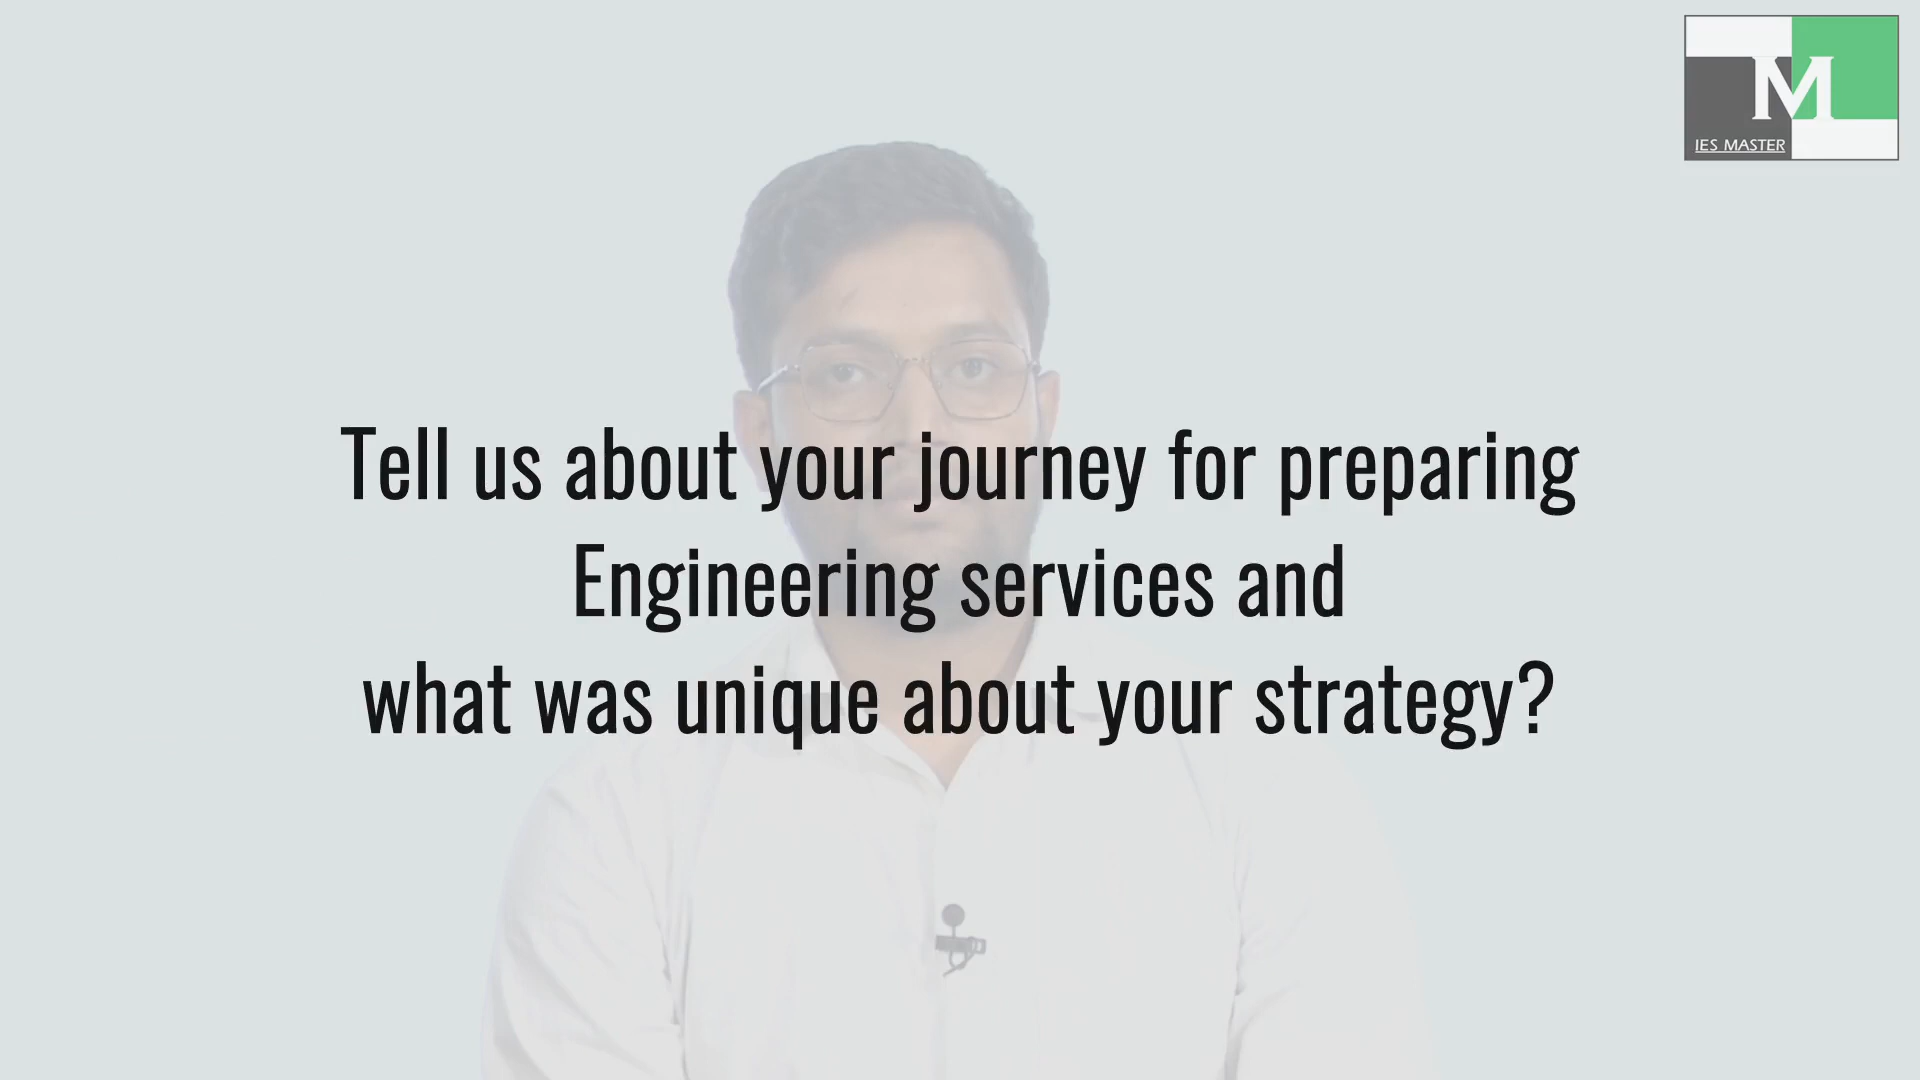 M
IES MASTER
Tell us about your journey for preparing
Engineering services and
what was unique about your strategy?